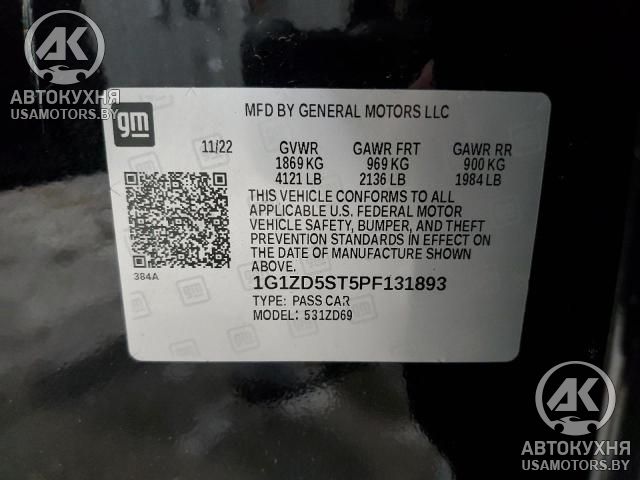 AK
АВТОКУХНЯ
USAMOTORS.BY
gm
MFD BY GENERAL MOTORS LLC
11/22 GVWR GAWR FRT GAWR RR
1869 KG 969 KG 900 KG
4121 LB 2136 LB 1984 LB
THIS VEHICLE CONFORMS TO ALL
APPLICABLE U.S. FEDERAL MOTOR
VEHICLE SAFETY, BUMPER, AND THEFT
PREVENTION STANDARDS IN EFFECT ON
THE DATE OF MANUFACTURE SHOWN
ABOVE.
384A
1G1ZD5ST5PF131893
TYPE: PASS CAR
MODEL: 531ZD69
AK
АВТОКУХНЯ
USAMOTORS.BY